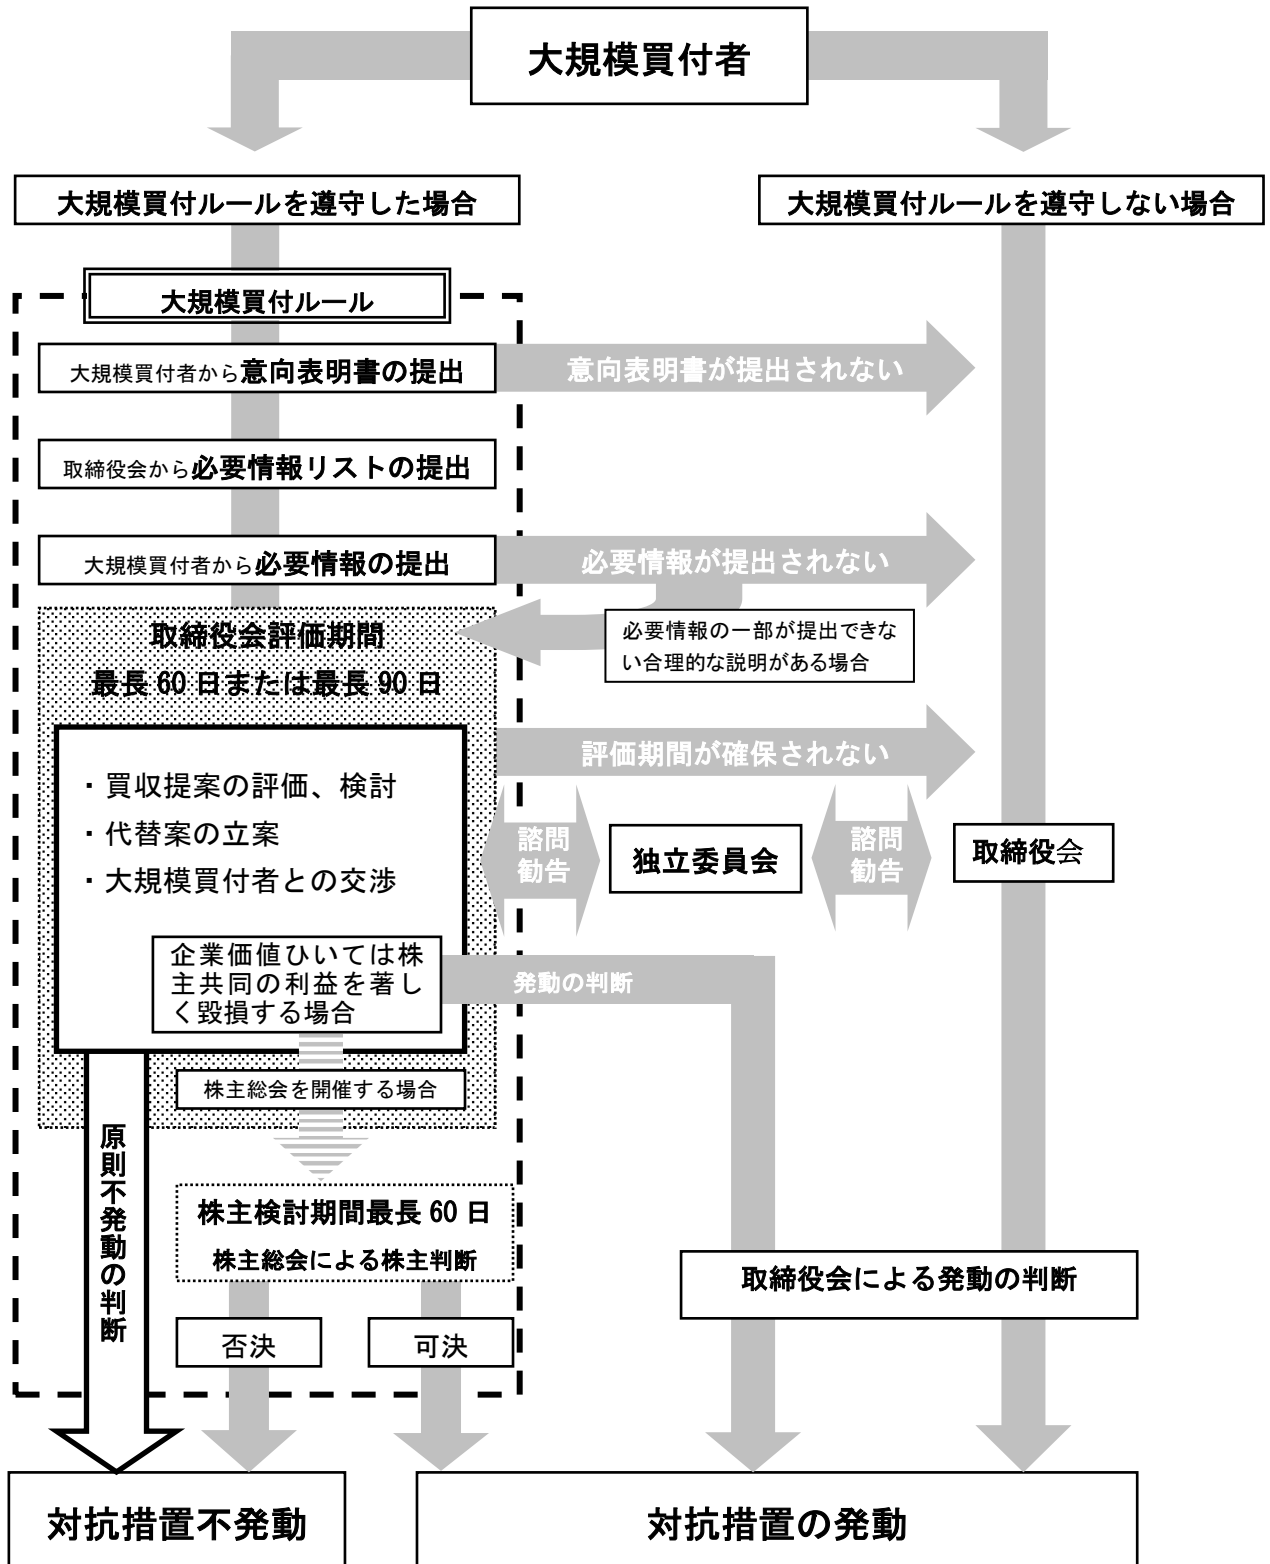 大規模買付者
大規模買付ルールを遵守した場合
大規模買付ルールを遵守しない場合
大規模買付ルール
大規模買付者から意向表明書の提出
意向表明書が提出されない
取締役会から必要情報リストの提出
大規模買付者から必要情報の提出
必要情報が提出されない
取締役会評価期間
最長 60 日または最長 90 日
必要情報の一部が提出できな
い合理的な説明がある場合
評価期間が確保されない
・買収提案の評価、検討
・代替案の立案
・大規模買付者との交渉
諮問
勧告
独立委員会
諮問
勧告
取締役会
企業価値ひいては株
主共同の利益を著し
く毀損する場合
発動の判断
株主総会を開催する場合
原則不発動の判断
株主検討期間最長 60 日
株主総会による株主判断
取締役会による発動の判断
否決
可決
対抗措置不発動
対抗措置の発動